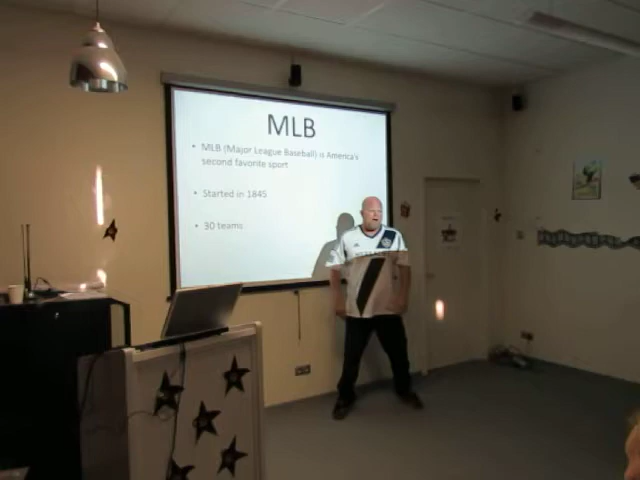 MLB
• MLB (Major League Baseball) is America's
second favorite sport
• Started in 1845
• 30 teams